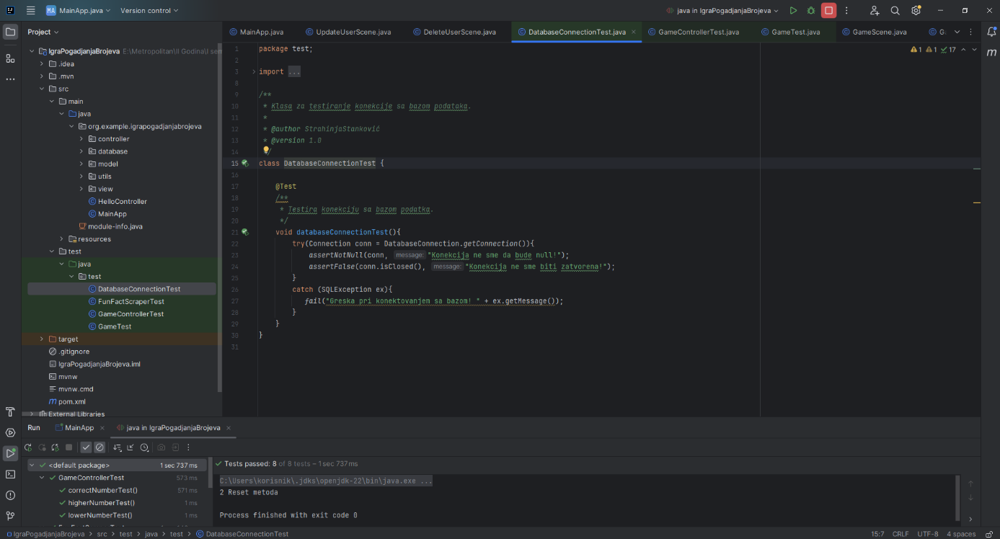 MA MainApp.java Version control java in IgraPogadjanjaBrojeva
Project
MainApp.java UpdateUserScene.java DeleteUserScene.java DatabaseConnectionTest.java GameControllerTest.java GameTest.java GameScene.java
IgraPogadjanjaBrojeva E:\Metropolitan\II Godina\I sem
.idea
.mvn
src
main
java
org.example.igrapogadjanjabrojeva
controller
database
model
utils
view
HelloController
MainApp
module-info.java
resources
test
java
test
DatabaseConnectionTest
FunFactScraperTest
GameControllerTest
GameTest
target
.gitignore
IgraPogadjanjaBrojeva.iml
mvnw
mvnw.cmd
pom.xml
External Libraries
1 1 17
1 package test;
2
3 import ...
8
9 /**
10 * Klasa za testiranje konekcije sa bazom podataka.
11 *
12 * @author StrahinjaStanković
13 * @version 1.0
14 */
15 class DatabaseConnectionTest {
16
17 @Test
18 /**
19 * Testira konekciju sa bazom podatka.
20 */
21 void databaseConnectionTest(){
22 try(Connection conn = DatabaseConnection.getConnection()){
23 assertNotNull(conn, message: "Konekcija ne sme da bude null!");
24 assertFalse(conn.isClosed(), message: "Konekcija ne sme biti zatvorena!");
25 }
26 catch (SQLException ex){
27 fail("Greska pri konektovanjem sa bazom! " + ex.getMessage());
28 }
29 }
30 }
31
Run MainApp java in IgraPogadjanjaBrojeva
<default package> 1 sec 737 ms
GameControllerTest 573 ms
correctNumberTest() 571 ms
higherNumberTest() 1 ms
lowerNumberTest() 1 ms
Tests passed: 8 of 8 tests – 1 sec 737 ms
C:\Users\korisnik\.jdks\openjdk-22\bin\java.exe ...
2 Reset metoda
Process finished with exit code 0
IgraPogadjanjaBrojeva > src > test > java > test > DatabaseConnectionTest 15:7 CRLF UTF-8 4 spaces